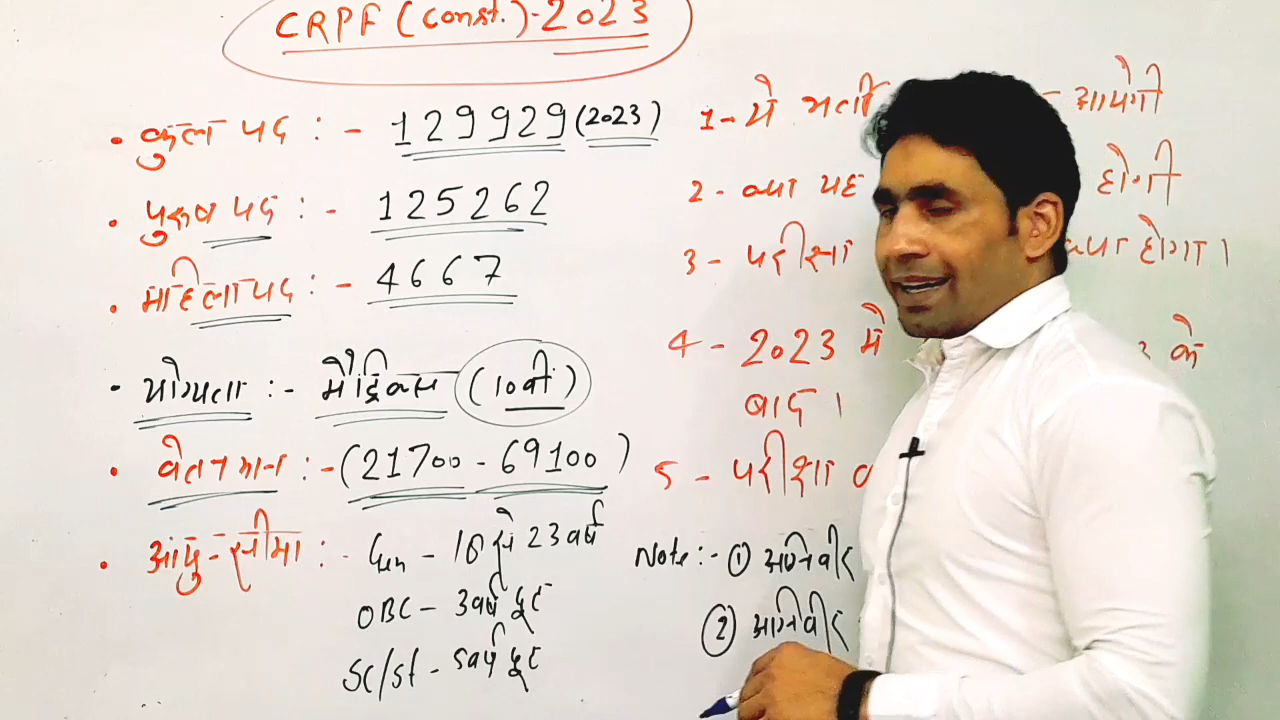 CRPF (Const.)-2023
• कुल पद :- 129929 (2023)
• पुरुष पद :- 125262
• महिला पद :- 4667
• योग्यता :- मैट्रिक्स (10वी)
• वेतनमान :- (21700 - 69100)
• आयु-सीमा :- Gen - 18 से 23 वर्ष
OBC - 3 वर्ष छूट
SC/ST - 5 वर्ष छूट
1 - ये भर्ती आयेगी
2 - क्या यह होगी
3 - परीक्षा क्या होगा।
4 - 2023 मे के
बाद।
5 - परीक्षा
Note :- ① अग्निवीर
② अग्निवीर